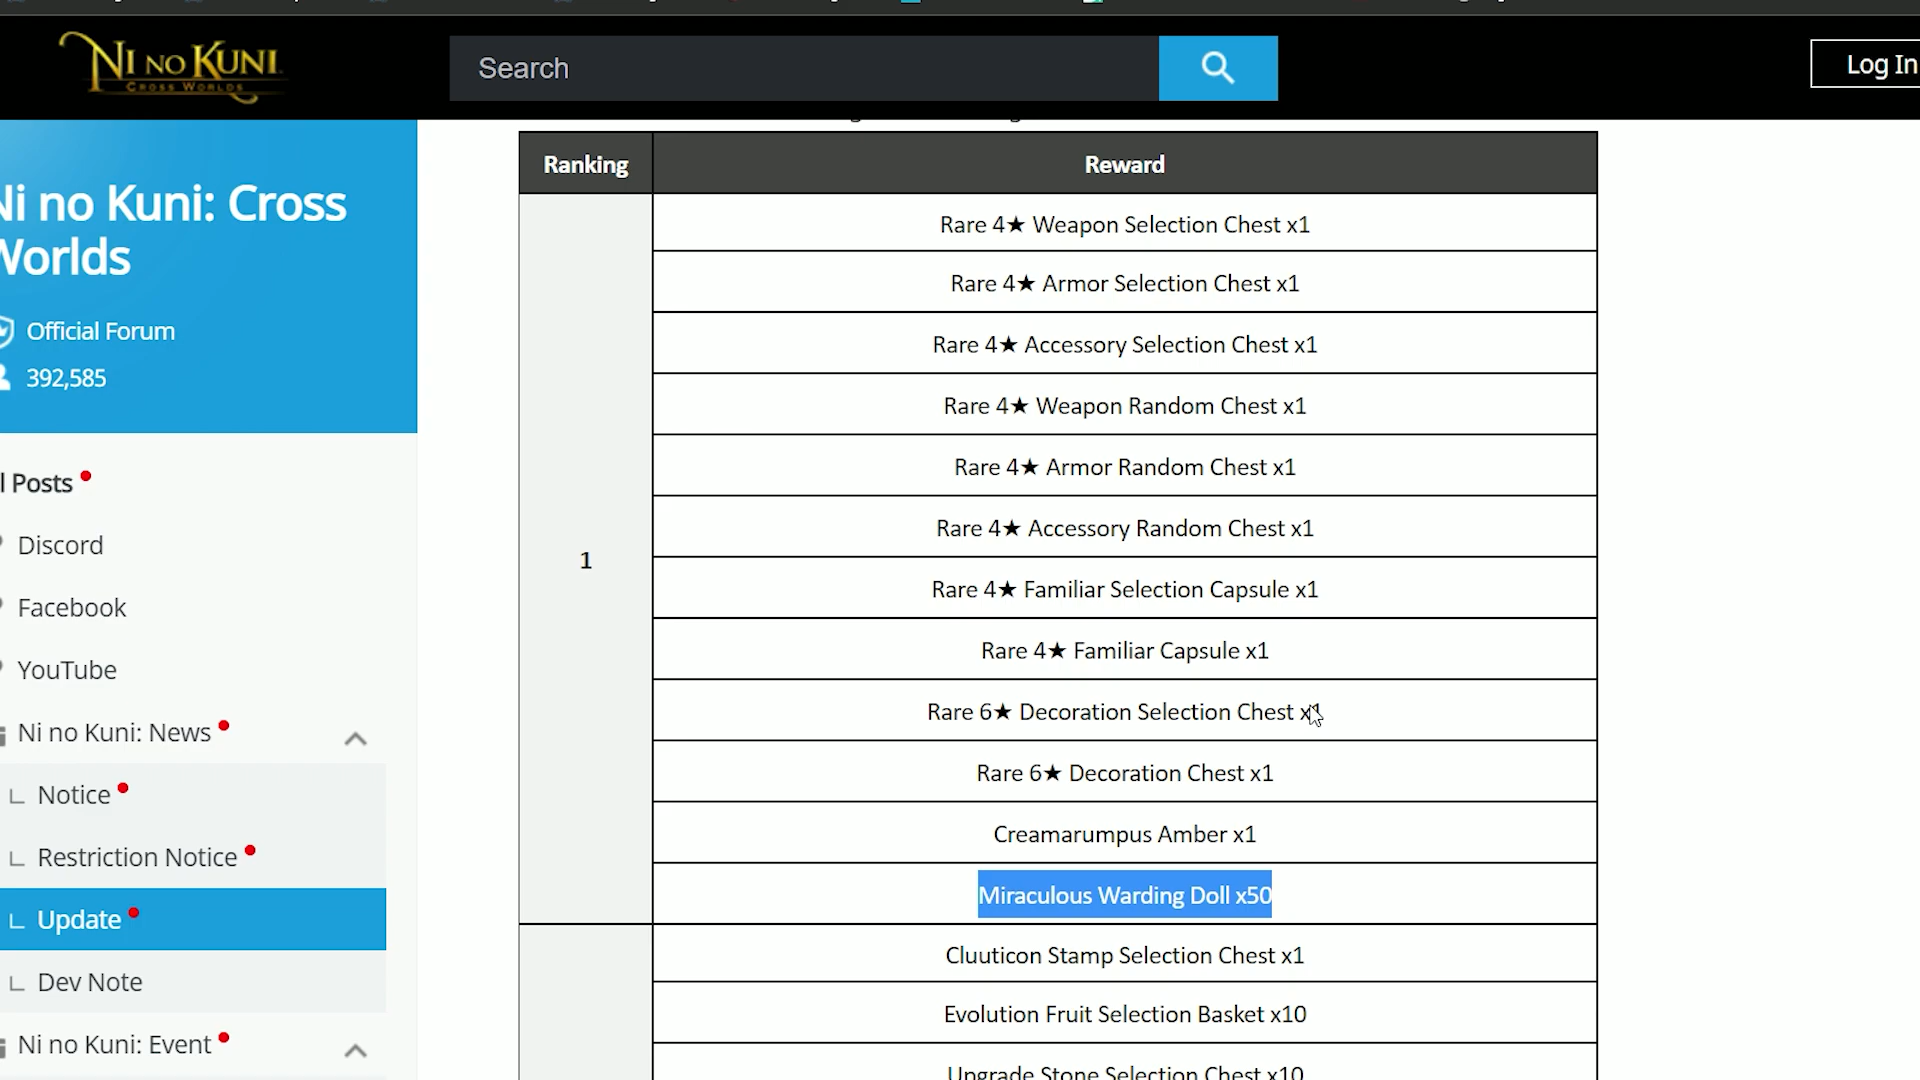 NI NO KUNI
CROSS WORLDS
Search
Log In
Ni no Kuni: Cross
Worlds
Official Forum
392,585
l Posts
Discord
Facebook
YouTube
Ni no Kuni: News
Notice
Restriction Notice
Update
Dev Note
Ni no Kuni: Event
Ranking
Reward
1
Rare 4★ Weapon Selection Chest x1
Rare 4★ Armor Selection Chest x1
Rare 4★ Accessory Selection Chest x1
Rare 4★ Weapon Random Chest x1
Rare 4★ Armor Random Chest x1
Rare 4★ Accessory Random Chest x1
Rare 4★ Familiar Selection Capsule x1
Rare 4★ Familiar Capsule x1
Rare 6★ Decoration Selection Chest x1
Rare 6★ Decoration Chest x1
Creamarumpus Amber x1
Miraculous Warding Doll x50
Cluuticon Stamp Selection Chest x1
Evolution Fruit Selection Basket x10
Upgrade Stone Selection Chest x10